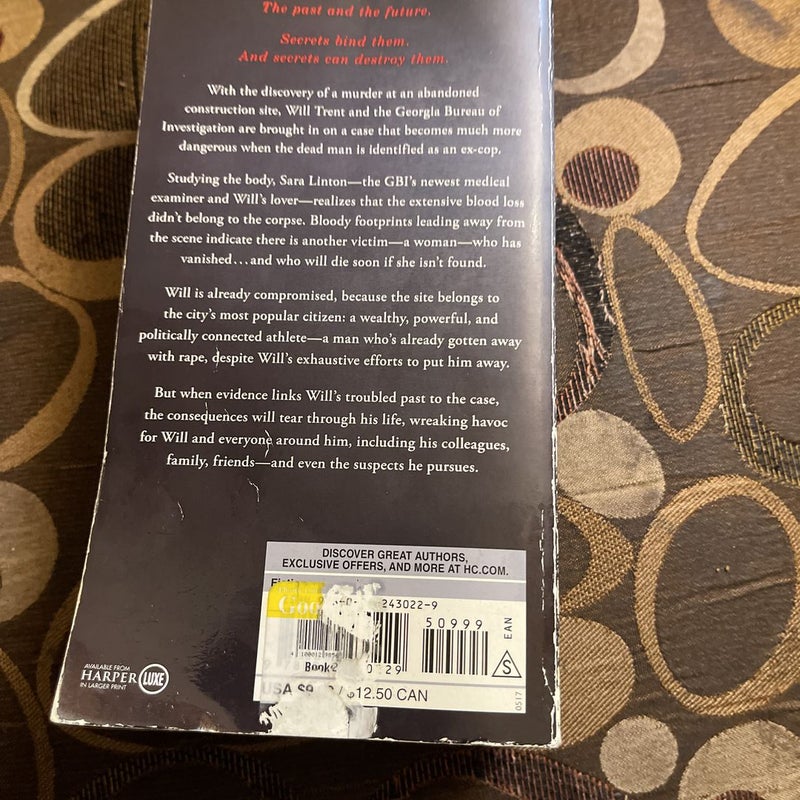 The past and the future.
Secrets bind them.
And secrets can destroy them.
With the discovery of a murder at an abandoned
construction site, Will Trent and the Georgia Bureau of
Investigation are brought in on a case that becomes much more
dangerous when the dead man is identified as an ex-cop.
Studying the body, Sara Linton—the GBI's newest medical
examiner and Will's lover—realizes that the extensive blood loss
didn't belong to the corpse. Bloody footprints leading away from
the scene indicate there is another victim—a woman—who has
vanished...and who will die soon if she isn't found.
Will is already compromised, because the site belongs to
the city's most popular citizen: a wealthy, powerful, and
politically connected athlete—a man who's already gotten away
with rape, despite Will's exhaustive efforts to put him away.
But when evidence links Will's troubled past to the case,
the consequences will tear through his life, wreaking havoc
for Will and everyone around him, including his colleagues,
family, friends—and even the suspects he pursues.
DISCOVER GREAT AUTHORS,
EXCLUSIVE OFFERS, AND MORE AT HC.COM.
243022-9
50999
EAN
S
USA / $12.50 CAN
0517
AVAILABLE FROM
HARPER LUXE
IN LARGER PRINT